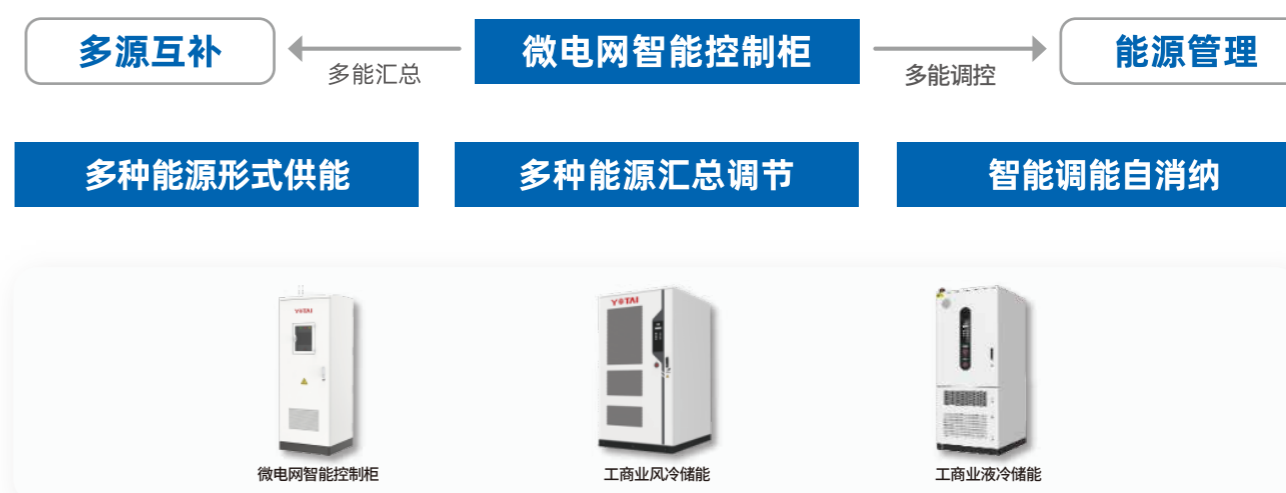 多源互补
多能汇总
微电网智能控制柜
多能调控
能源管理
多种能源形式供能
多种能源汇总调节
智能调能自消纳
YOTAI
YOTAI
微电网智能控制柜
工商业风冷储能
工商业液冷储能